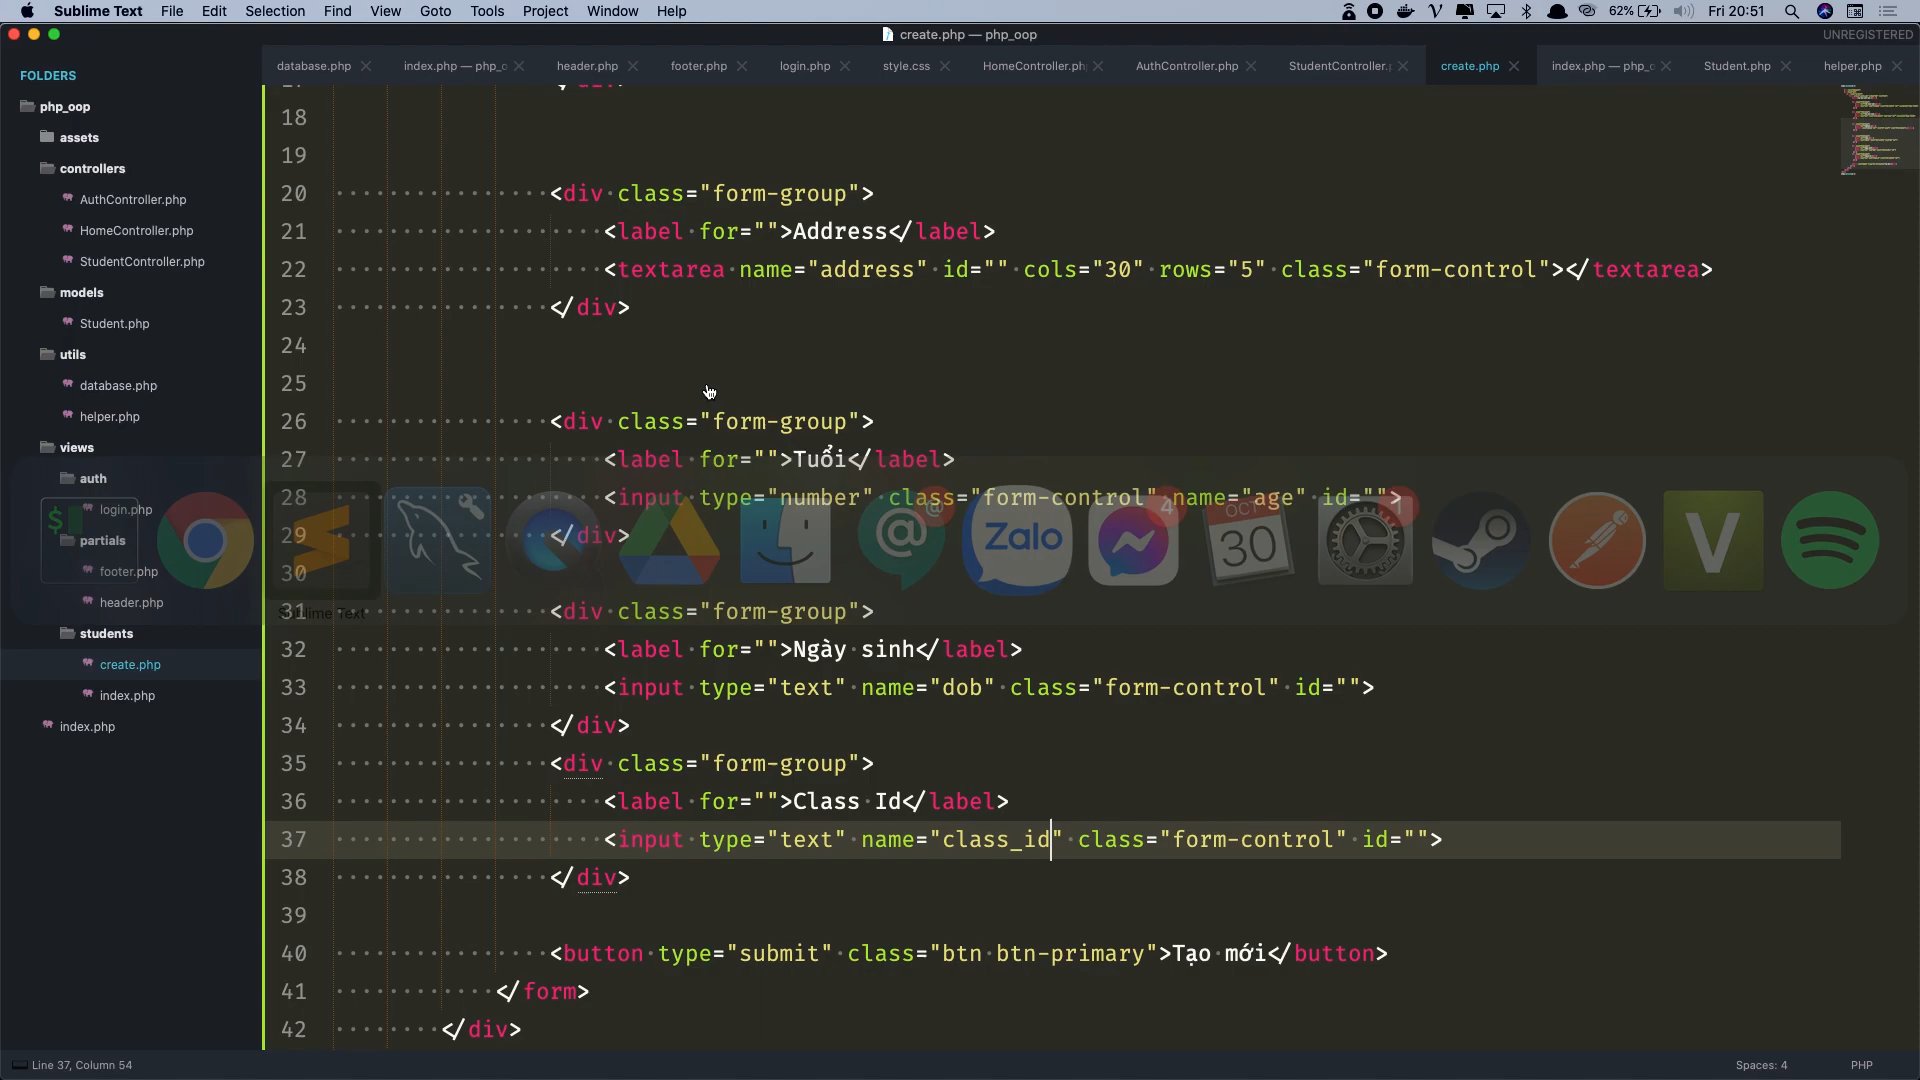 Sublime Text File Edit Selection Find View Goto Tools Project Window Help 62% Fri 20:51
create.php — php_oop UNREGISTERED
FOLDERS
php_oop
assets
controllers
AuthController.php
HomeController.php
StudentController.php
models
Student.php
utils
database.php
helper.php
views
auth
login.php
partials
footer.php
header.php
students
create.php
index.php
index.php
database.php index.php — php_o header.php footer.php login.php style.css HomeController.ph AuthController.php StudentController. create.php index.php — php_o Student.php helper.php
18
19
20 <div class="form-group">
21 <label for="">Address</label>
22 <textarea name="address" id="" cols="30" rows="5" class="form-control"></textarea>
23 </div>
24
25
26 <div class="form-group">
27 <label for="">Tuổi</label>
28 <input type="number" class="form-control" name="age" id="">
29 </div>
30
31 <div class="form-group">
32 <label for="">Ngày sinh</label>
33 <input type="text" name="dob" class="form-control" id="">
34 </div>
35 <div class="form-group">
36 <label for="">Class Id</label>
37 <input type="text" name="class_id" class="form-control" id="">
38 </div>
39
40 <button type="submit" class="btn btn-primary">Tạo mới</button>
41 </form>
42 </div>
$
Zalo
4
OCT
30
1
V
Sublime Text
Line 37, Column 54 Spaces: 4 PHP